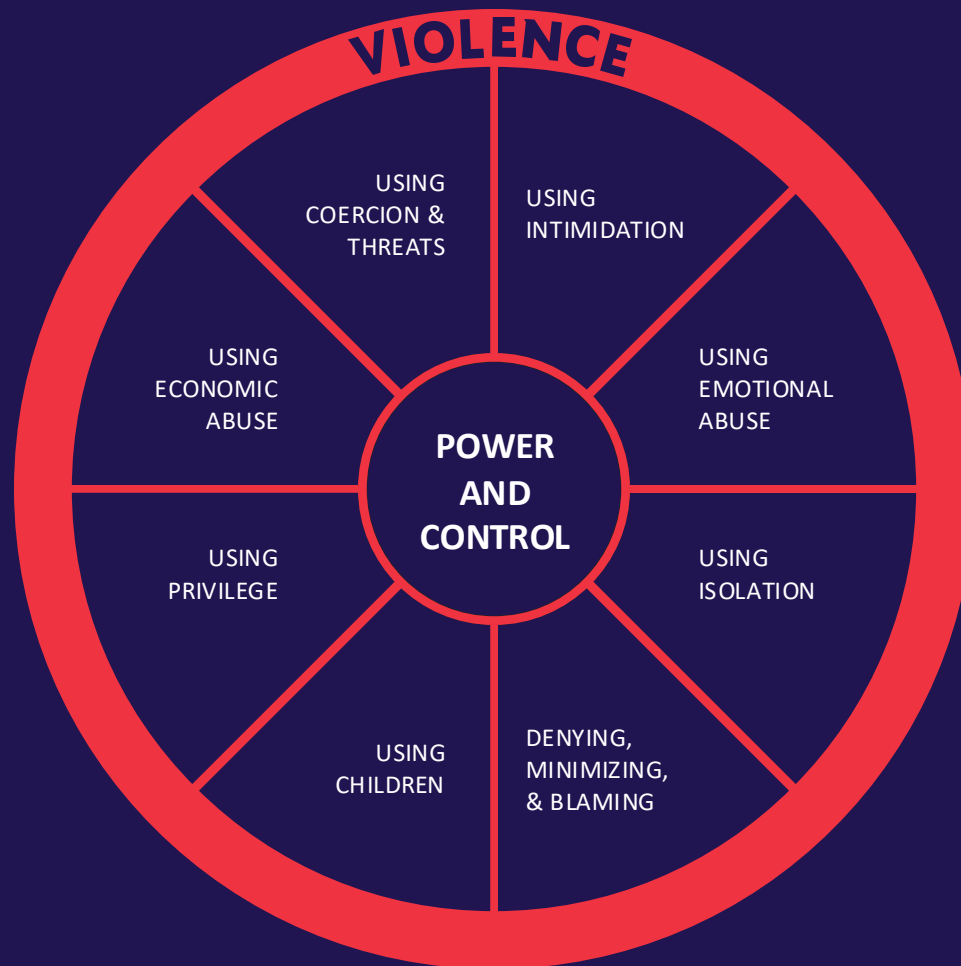 VIOLENCE
USING
COERCION &
THREATS
USING
INTIMIDATION
USING
EMOTIONAL
ABUSE
USING
ISOLATION
DENYING,
MINIMIZING,
& BLAMING
USING
CHILDREN
USING
PRIVILEGE
USING
ECONOMIC
ABUSE
POWER
AND
CONTROL